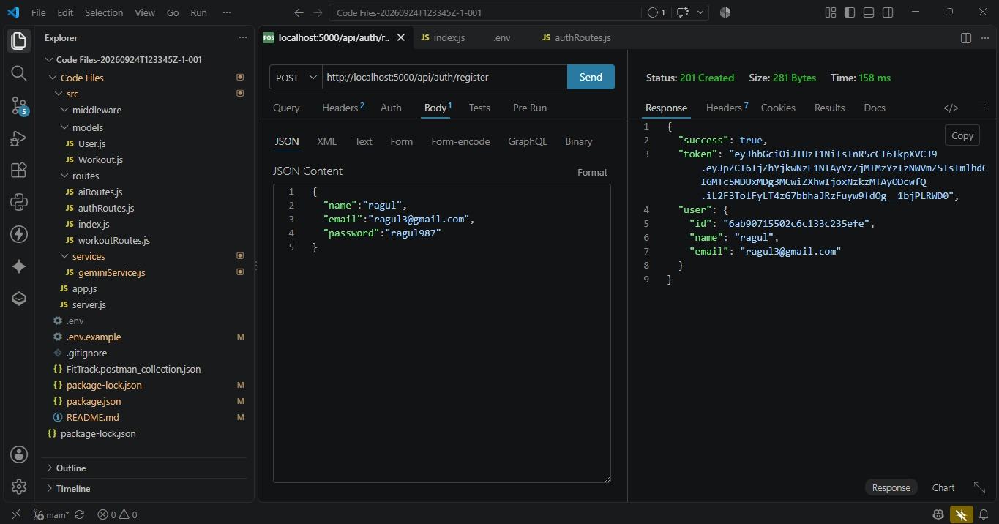 File Edit Selection View Go Run ···
Code Files-20260924T123345Z-1-001
1
Explorer
Code Files-20260924T123345Z-1-001
Code Files
src
middleware
models
JS User.js
JS Workout.js
routes
JS aiRoutes.js
JS authRoutes.js
JS index.js
JS workoutRoutes.js
services
JS geminiService.js
JS app.js
JS server.js
.env
.env.example M
.gitignore
{} FitTrack.postman_collection.json
{} package-lock.json M
{} package.json M
README.md M
{} package-lock.json
Outline
Timeline
5
POS localhost:5000/api/auth/r..
JS index.js
.env
JS authRoutes.js
POST http://localhost:5000/api/auth/register Send
Query Headers 2 Auth Body 1 Tests Pre Run
JSON XML Text Form Form-encode GraphQL Binary
JSON Content Format
1 {
2 "name":"ragul",
3 "email":"ragul3@gmail.com",
4 "password":"ragul987"
5 }
Status: 201 Created Size: 281 Bytes Time: 158 ms
Response Headers 7 Cookies Results Docs </>
Copy
1 {
2 "success": true,
3 "token": "eyJhbGciOiJIUzI1NiIsInR5cCI6IkpXVCJ9
.eyJpZCI6IjZhYjkwNzE1NTAyYzZjMTMzYzIzNWVmZSIsImlhdC
I6MTc5MDUxMDg3MCwiZXhwIjoxNzkzMTAyODcwfQ
.iL2F3TolFyLT4zG7bbhaJRzFuyw9fdOg__1bjPLRWD0",
4 "user": {
5 "id": "6ab90715502c6c133c235efe",
6 "name": "ragul",
7 "email": "ragul3@gmail.com"
8 }
9 }
Response Chart
main* 0 0